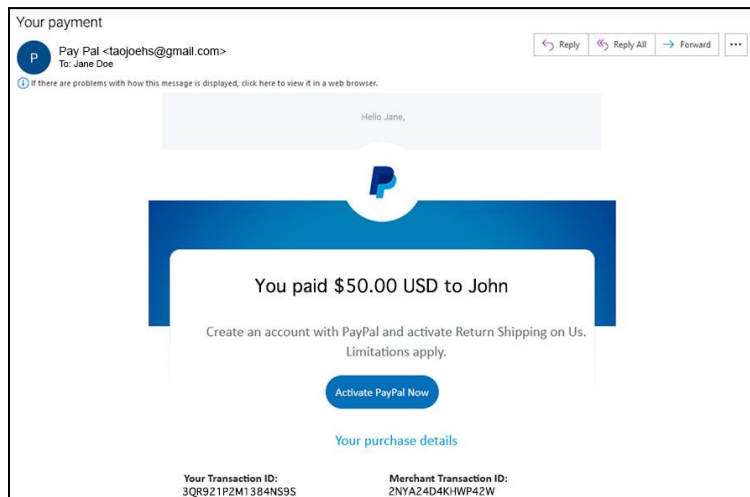 Your payment
P
Pay Pal <taojoehs@gmail.com>
To: Jane Doe
Reply
Reply All
Forward
If there are problems with how this message is displayed, click here to view it in a web browser.
Hello Jane,
You paid $50.00 USD to John
Create an account with PayPal and activate Return Shipping on Us.
Limitations apply.
Activate PayPal Now
Your purchase details
Your Transaction ID:
3QR921P2M1384NS9S
Merchant Transaction ID:
2NYA24D4KHWP42W